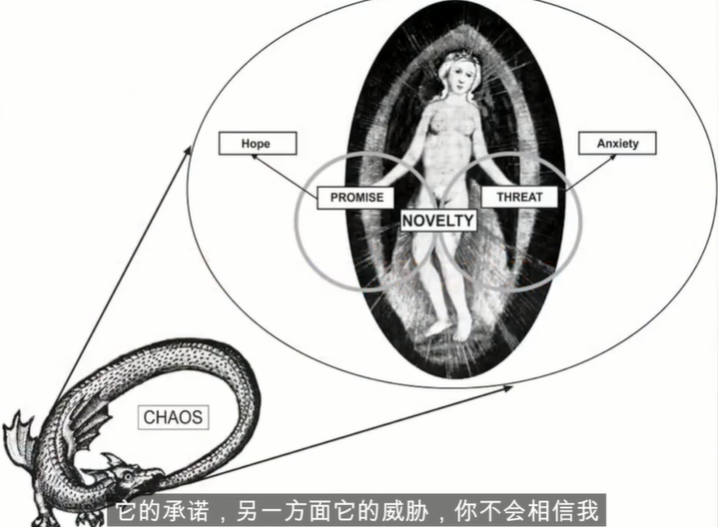 Hope
Anxiety
PROMISE
THREAT
NOVELTY
CHAOS
它的承诺，另一方面它的威胁，你不会相信我